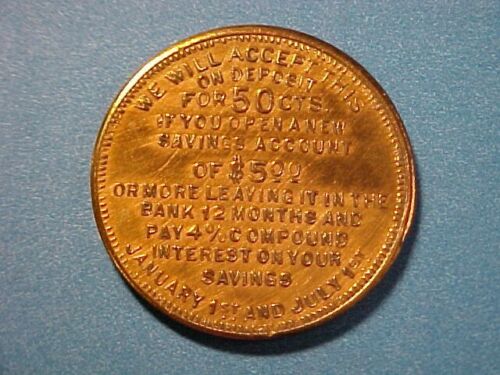 WE WILL ACCEPT THIS
ON DEPOSIT
FOR 50 CTS.
IF YOU OPEN A NEW
SAVINGS ACCOUNT
OF $5.00
OR MORE LEAVING IT IN THE
BANK 12 MONTHS AND
PAY 4% COMPOUND
INTEREST ON YOUR
SAVINGS
JANUARY 1ST AND JULY 1ST